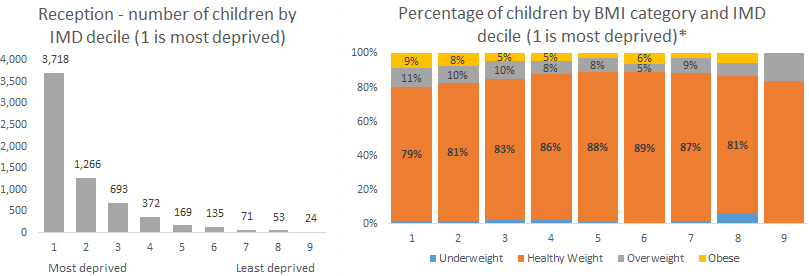 Reception - number of children by
IMD decile (1 is most deprived)
4,000
3,500
3,000
2,500
2,000
1,500
1,000
500
0
3,718
1,266
693
372
169
135
71
53
24
1 2 3 4 5 6 7 8 9
Most deprived Least deprived
Percentage of children by BMI category and IMD
decile (1 is most deprived)*
100%
80%
60%
40%
20%
0%
9% 8% 5% 5% 6%
11% 10% 10% 8% 8% 5% 9%
79% 81% 83% 86% 88% 89% 87% 81%
1 2 3 4 5 6 7 8 9
Underweight Healthy Weight Overweight Obese